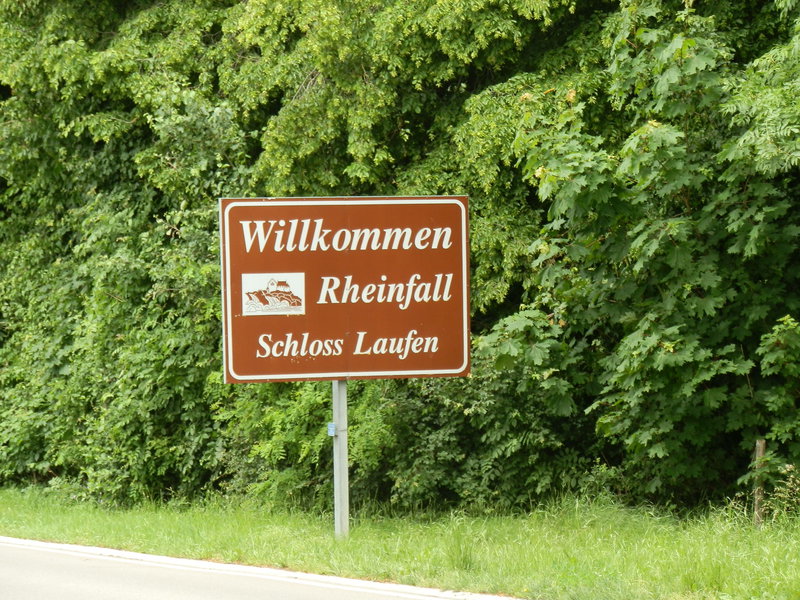 Willkommen
Rheinfall
Schloss Laufen